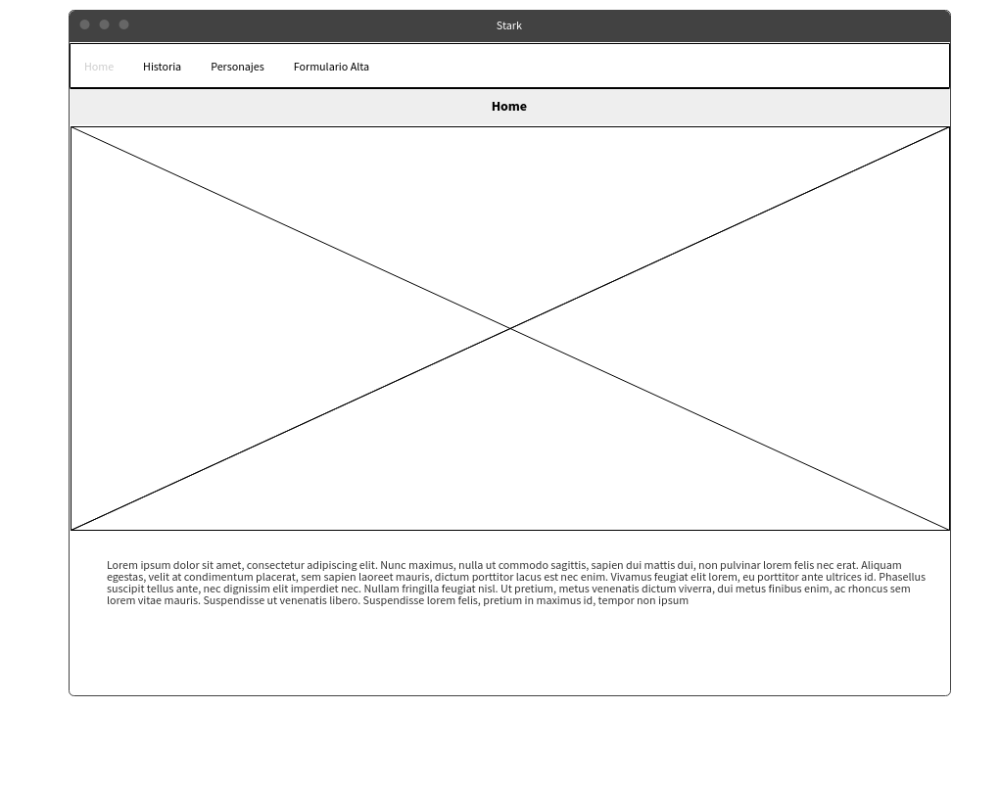 Stark
Home Historia Personajes Formulario Alta
Home
Lorem ipsum dolor sit amet, consectetur adipiscing elit. Nunc maximus, nulla ut commodo sagittis, sapien dui mattis dui, non pulvinar lorem felis nec erat. Aliquam
egestas, velit at condimentum placerat, sem sapien laoreet mauris, dictum porttitor lacus est nec enim. Vivamus feugiat elit lorem, eu porttitor ante ultrices id. Phasellus
suscipit tellus ante, nec dignissim elit imperdiet nec. Nullam fringilla feugiat nisl. Ut pretium, metus venenatis dictum viverra, dui metus finibus enim, ac rhoncus sem
lorem vitae mauris. Suspendisse ut venenatis libero. Suspendisse lorem felis, pretium in maximus id, tempor non ipsum